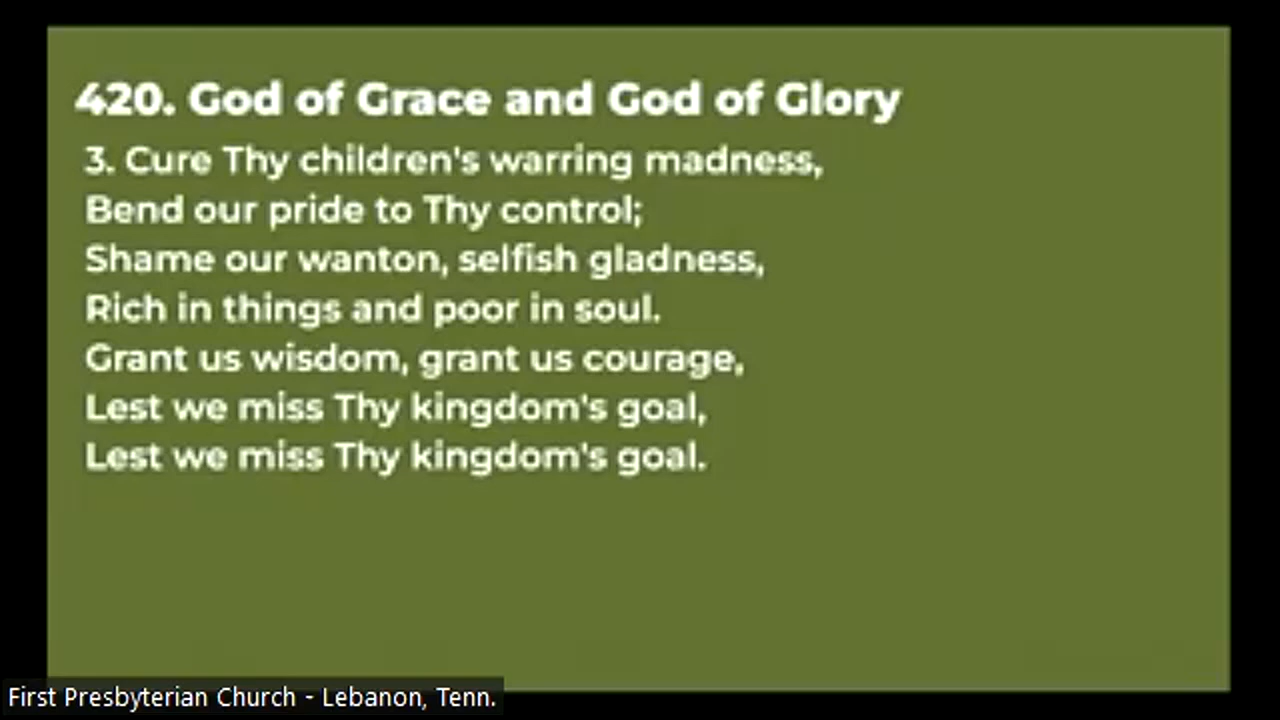 420. God of Grace and God of Glory
3. Cure Thy children's warring madness,
Bend our pride to Thy control;
Shame our wanton, selfish gladness,
Rich in things and poor in soul.
Grant us wisdom, grant us courage,
Lest we miss Thy kingdom's goal,
Lest we miss Thy kingdom's goal.
First Presbyterian Church - Lebanon, Tenn.